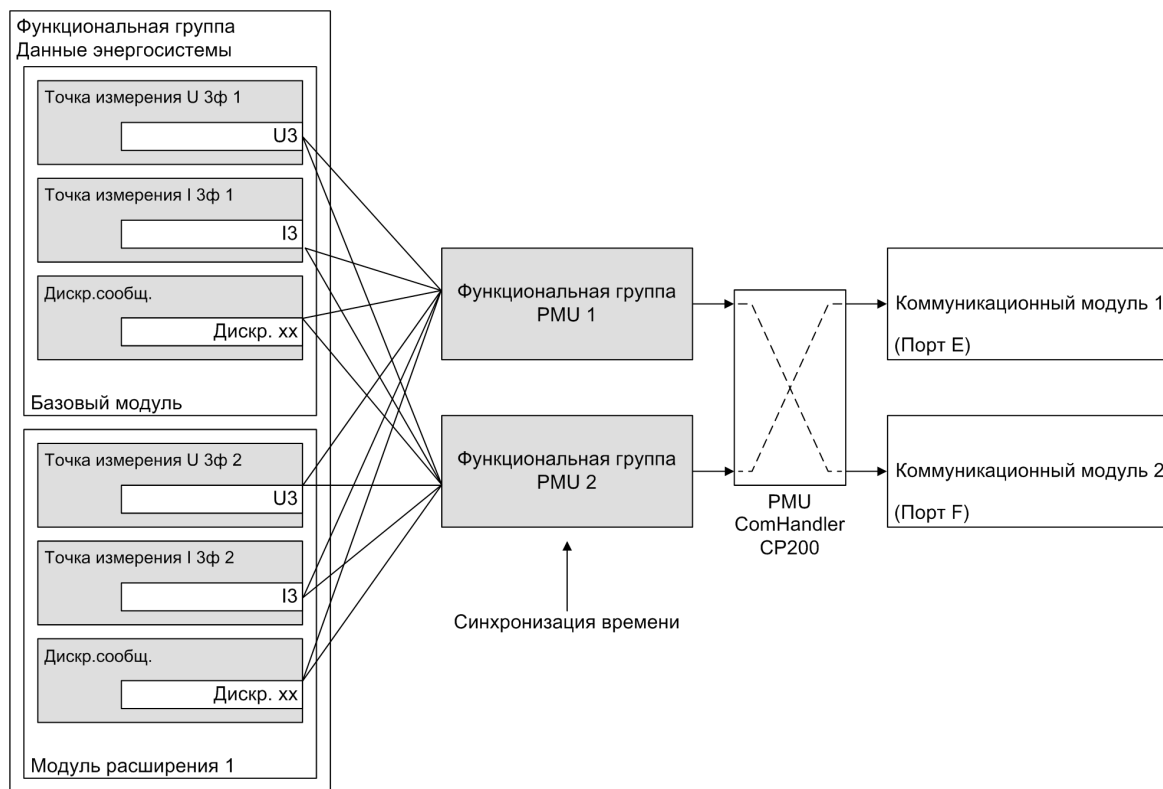 Функциональная группа
Данные энергосистемы
Точка измерения U 3ф 1
U3
Точка измерения I 3ф 1
I3
Дискр.сообщ.
Дискр. xx
Базовый модуль
Точка измерения U 3ф 2
U3
Точка измерения I 3ф 2
I3
Дискр.сообщ.
Дискр. xx
Модуль расширения 1
Функциональная группа
PMU 1
Функциональная группа
PMU 2
Синхронизация времени
PMU
ComHandler
CP200
Коммуникационный модуль 1
(Порт E)
Коммуникационный модуль 2
(Порт F)